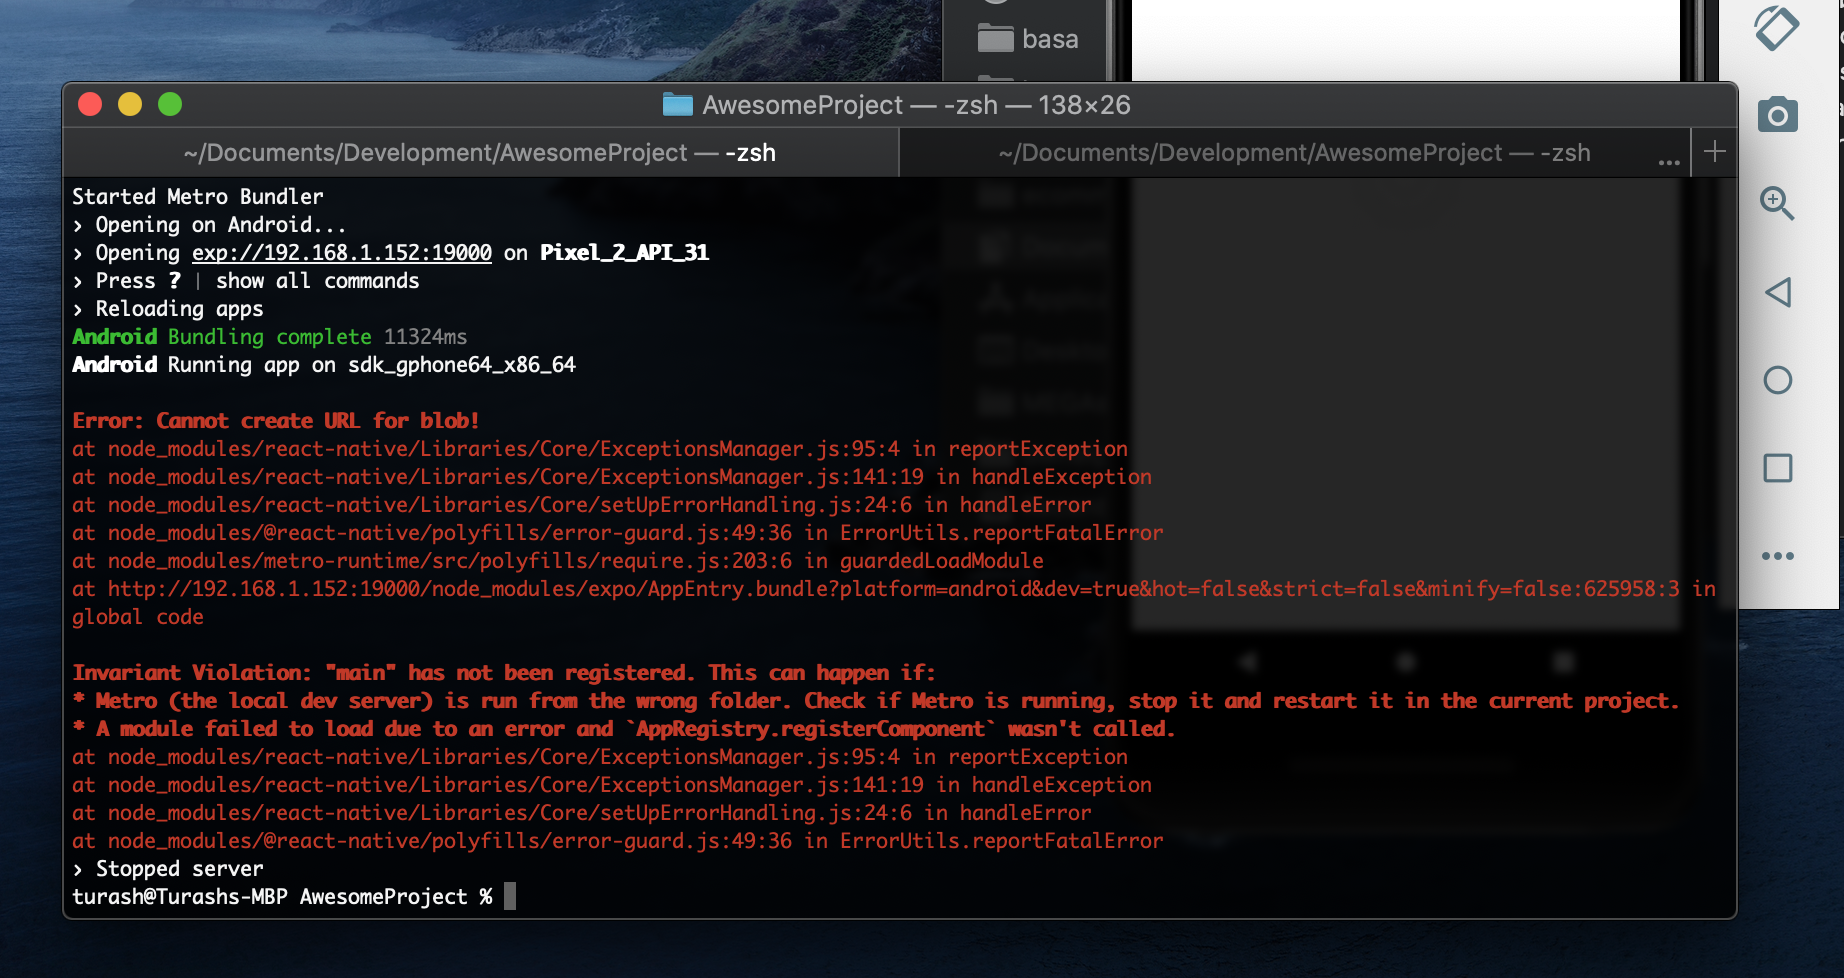 basa
AwesomeProject — -zsh — 138×26
~/Documents/Development/AwesomeProject — -zsh
~/Documents/Development/AwesomeProject — -zsh ...
Started Metro Bundler
› Opening on Android...
› Opening exp://192.168.1.152:19000 on Pixel_2_API_31
› Press ? | show all commands
› Reloading apps
Android Bundling complete 11324ms
Android Running app on sdk_gphone64_x86_64
Error: Cannot create URL for blob!
at node_modules/react-native/Libraries/Core/ExceptionsManager.js:95:4 in reportException
at node_modules/react-native/Libraries/Core/ExceptionsManager.js:141:19 in handleException
at node_modules/react-native/Libraries/Core/setUpErrorHandling.js:24:6 in handleError
at node_modules/@react-native/polyfills/error-guard.js:49:36 in ErrorUtils.reportFatalError
at node_modules/metro-runtime/src/polyfills/require.js:203:6 in guardedLoadModule
at http://192.168.1.152:19000/node_modules/expo/AppEntry.bundle?platform=android&dev=true&hot=false&strict=false&minify=false:625958:3 in
global code
Invariant Violation: "main" has not been registered. This can happen if:
* Metro (the local dev server) is run from the wrong folder. Check if Metro is running, stop it and restart it in the current project.
* A module failed to load due to an error and `AppRegistry.registerComponent` wasn't called.
at node_modules/react-native/Libraries/Core/ExceptionsManager.js:95:4 in reportException
at node_modules/react-native/Libraries/Core/ExceptionsManager.js:141:19 in handleException
at node_modules/react-native/Libraries/Core/setUpErrorHandling.js:24:6 in handleError
at node_modules/@react-native/polyfills/error-guard.js:49:36 in ErrorUtils.reportFatalError
› Stopped server
turash@Turashs-MBP AwesomeProject %